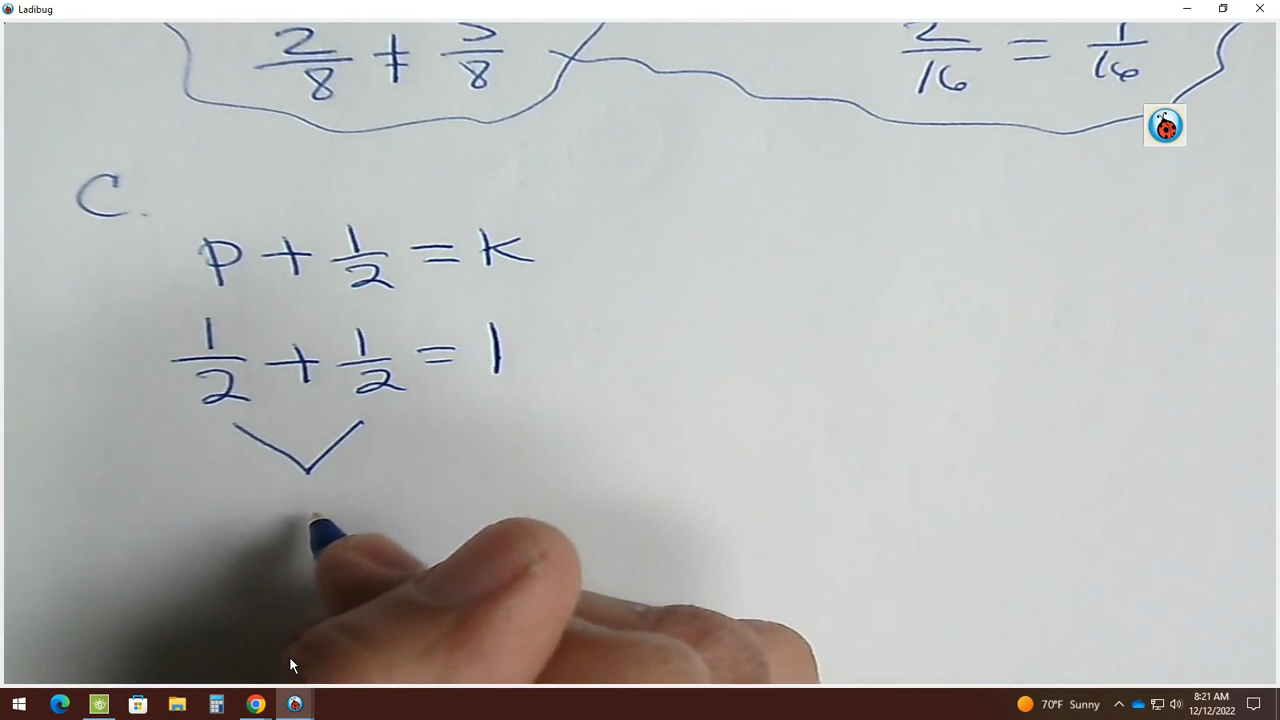 Ladibug
2/8 + 3/8
2/16 = 1/16
C.
p + 1/2 = k
1/2 + 1/2 = 1
70°F Sunny
8:21 AM
12/12/2022